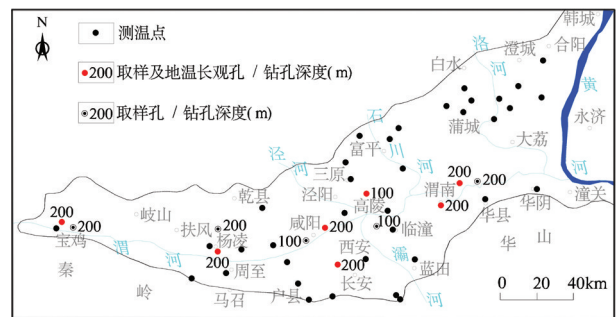 N
测温点
200 取样及地温长观孔 / 钻孔深度(m)
200 取样孔 / 钻孔深度(m)
韩城
洛河
澄城
合阳
白水
黄河
蒲城
永济
大荔
石川河
富平
泾河
三原
泾阳
高陵
100
渭南
200
200
200
渭河
潼关
华阴
华县
华山
乾县
岐山
扶风
200
杨凌
200
咸阳
200
100
100
临潼
西安
200
灞河
蓝田
长安
200
宝鸡
200
渭河
周至
秦岭
马召
户县
0 20 40km